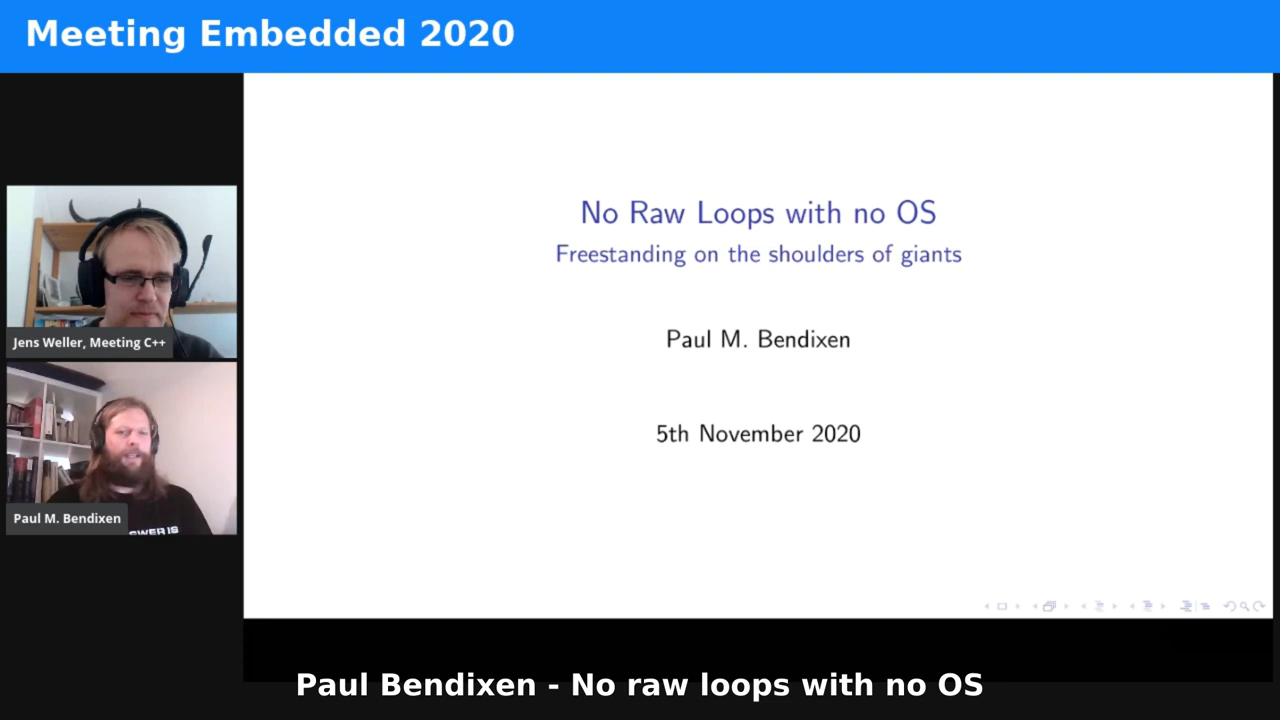 Meeting Embedded 2020
No Raw Loops with no OS
Freestanding on the shoulders of giants
Paul M. Bendixen
5th November 2020
Jens Weller, Meeting C++
Paul M. Bendixen
Paul Bendixen - No raw loops with no OS